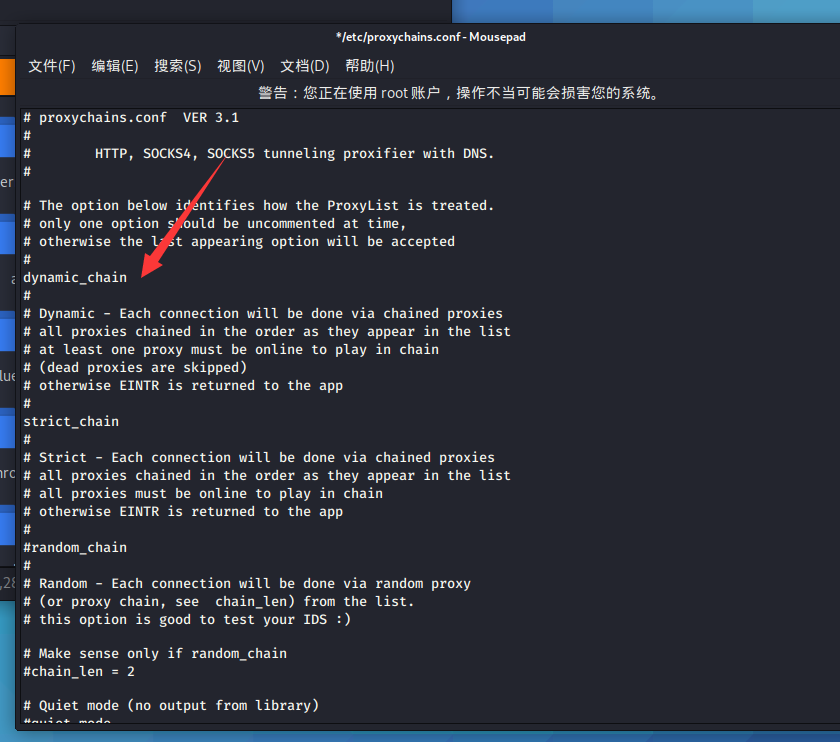 */etc/proxychains.conf - Mousepad
文件(F) 编辑(E) 搜索(S) 视图(V) 文档(D) 帮助(H)
警告：您正在使用 root 账户，操作不当可能会损害您的系统。
# proxychains.conf  VER 3.1
#
#        HTTP, SOCKS4, SOCKS5 tunneling proxifier with DNS.
#
# The option below identifies how the ProxyList is treated.
# only one option should be uncommented at time,
# otherwise the last appearing option will be accepted
#
dynamic_chain
#
# Dynamic - Each connection will be done via chained proxies
# all proxies chained in the order as they appear in the list
# at least one proxy must be online to play in chain
# (dead proxies are skipped)
# otherwise EINTR is returned to the app
#
strict_chain
#
# Strict - Each connection will be done via chained proxies
# all proxies chained in the order as they appear in the list
# all proxies must be online to play in chain
# otherwise EINTR is returned to the app
#
#random_chain
#
# Random - Each connection will be done via random proxy
# (or proxy chain, see  chain_len) from the list.
# this option is good to test your IDS :)
# Make sense only if random_chain
#chain_len = 2
# Quiet mode (no output from library)
#quiet_mode